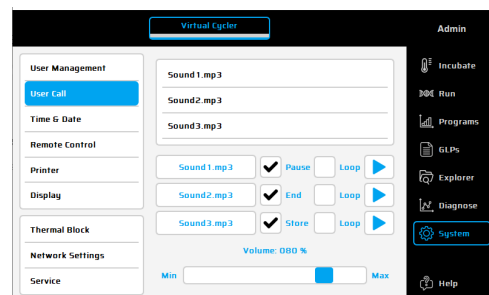 Virtual Cycler
Admin
User Management
User Call
Time & Date
Remote Control
Printer
Display
Thermal Block
Network Settings
Service
Sound1.mp3
Sound2.mp3
Sound3.mp3
Sound1.mp3 Pause Loop
Sound2.mp3 End Loop
Sound3.mp3 Store Loop
Volume: 080 %
Min Max
Incubate
Run
Programs
GLPs
Explorer
Diagnose
System
Help